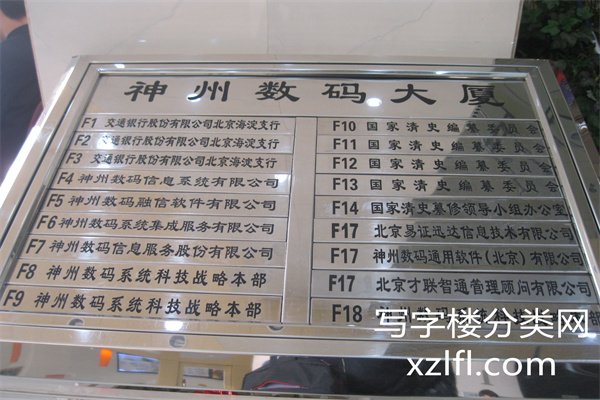 神州数码大厦
F1 交通银行股份有限公司北京海淀支行
F2 交通银行股份有限公司北京海淀支行
F3 交通银行股份有限公司北京海淀支行
F4 神州数码信息系统有限公司
F5 神州数码融信软件有限公司
F6 神州数码系统集成服务有限公司
F7 神州数码信息服务股份有限公司
F8 神州数码系统科技战略本部
F9 神州数码系统科技战略本部
F10 国家清史编纂委员会
F11 国家清史编纂委员会
F12 国家清史编纂委员会
F13 国家清史编纂委员会
F14 国家清史纂修领导小组办公室
F17 北京易证迅达信息技术有限公司
F17 神州数码通用软件(北京)有限公司
F17 北京才联智通管理顾问有限公司
F18 神州数码
写字楼分类网
xzlfl.com